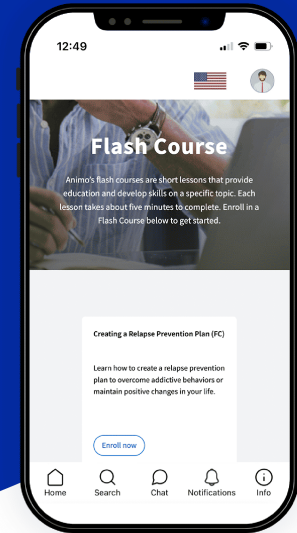 12:49
Flash Course
Animo's flash courses are short lessons that provide
education and develop skills on a specific topic. Each
lesson takes about five minutes to complete. Enroll in a
Flash Course below to get started.
Creating a Relapse Prevention Plan (FC)
Learn how to create a relapse prevention
plan to overcome addictive behaviors or
maintain positive changes in your life.
Enroll now
Home Search Chat Notifications Info